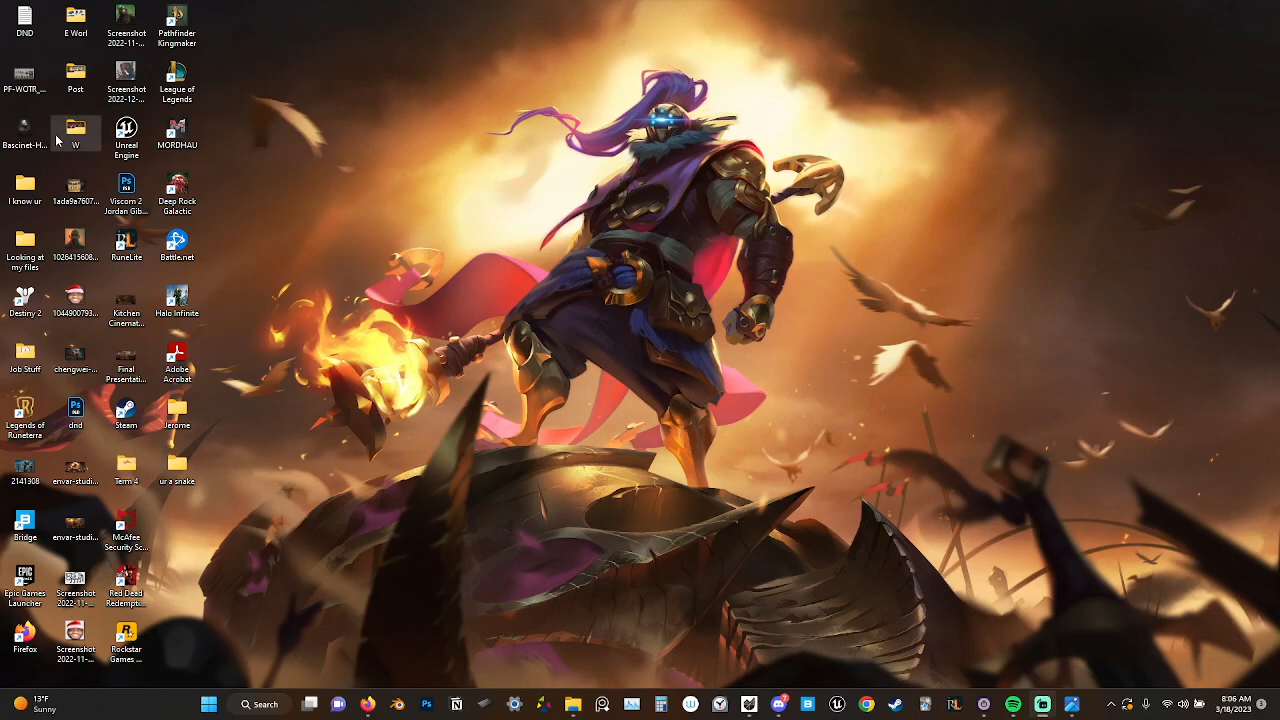 DND
E Worl
Screenshot
2022-11-...
Pathfinder
Kingmaker
PF-WOTR_...
Post
Screenshot
2022-12-...
League of
Legends
Bascinet-H...
W
Unreal
Engine
MORDHAU
I know ur
1ada9a7607...
Viscom 2
Jordan Gib...
Deep Rock
Galactic
Looking at
my files
1026415608...
RuneLite
Battle.net
Destiny 2
1044900793...
Kitchen
Cinemat...
Halo Infinite
Job Stuff
chengwei-...
Final
Presentati...
Adobe
Acrobat
Legends of
Runeterra
dnd
Steam
Jerome
2141308
envar-studi...
Term 4
ur a snake
Bridge
envar-studi...
McAfee
Security Sc...
EPIC
GAMES
Epic Games
Launcher
Screenshot
2022-11-...
Red Dead
Redempti...
Firefox
Screenshot
2022-11-...
Rockstar
Games ...
13°F
Sunny
Search
8:06 AM
3/18/2023